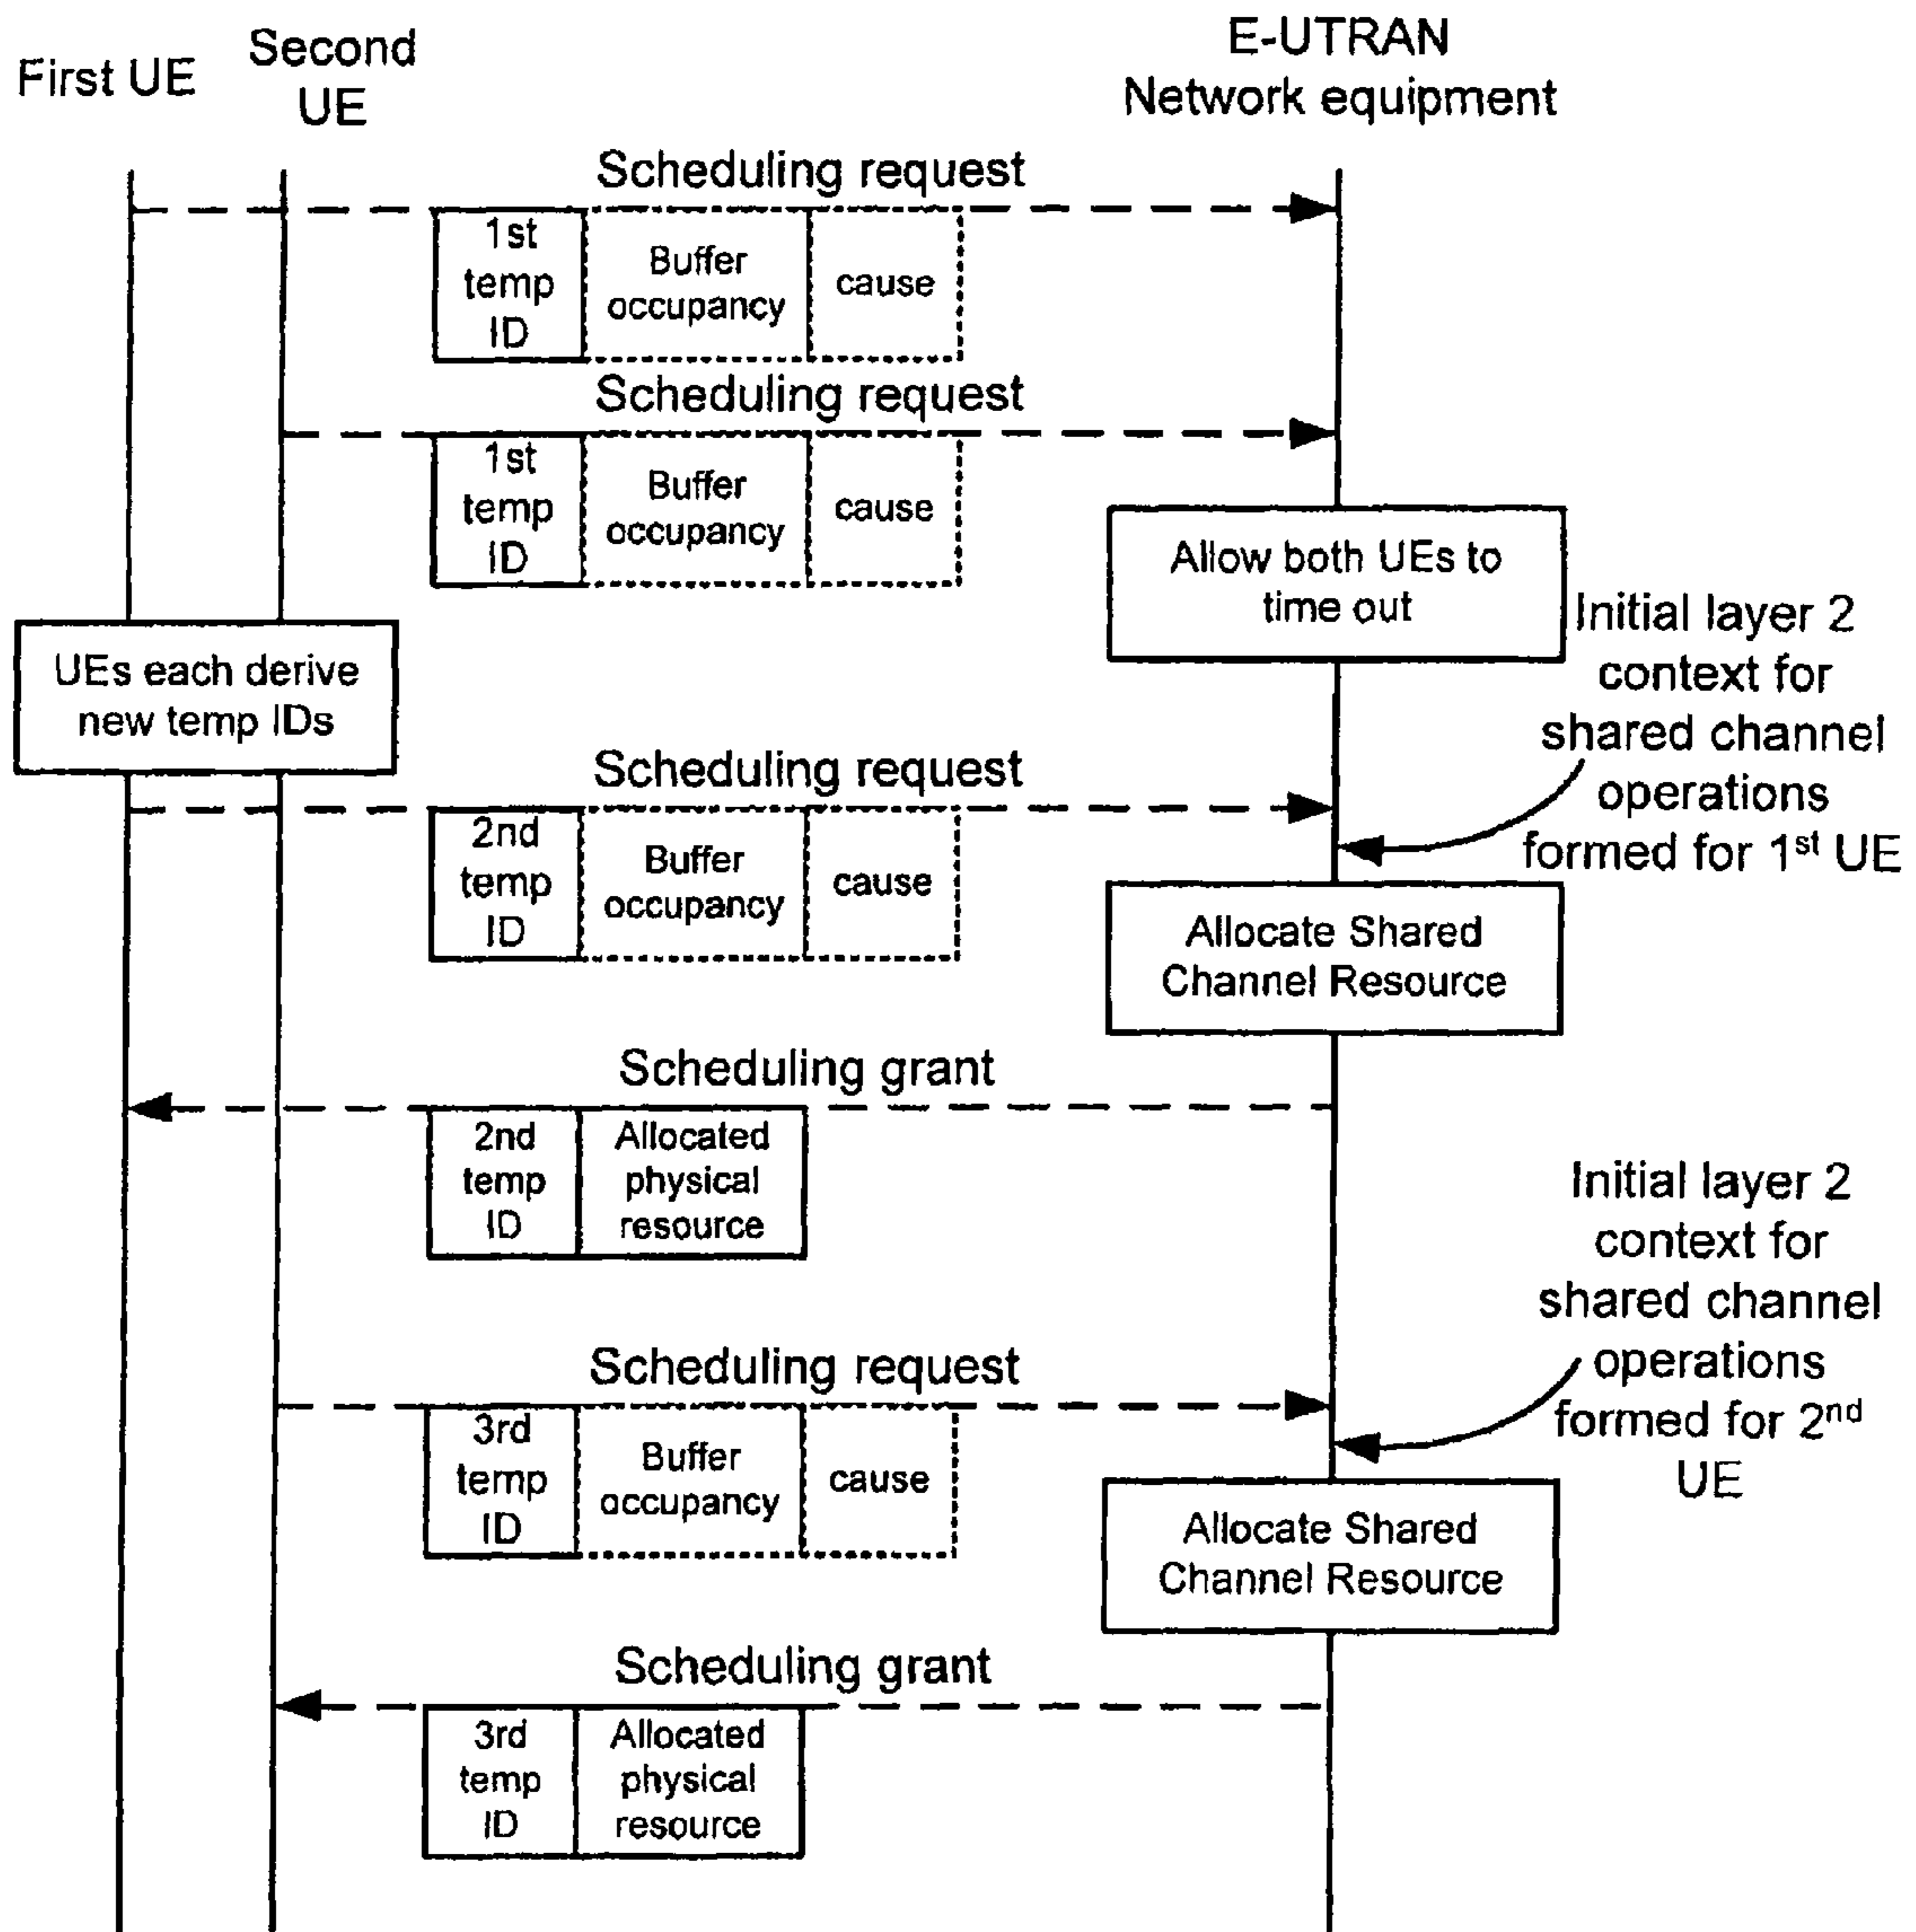 First UE
Second
UE
E-UTRAN
Network equipment
Scheduling request
1st
temp
ID
Buffer
occupancy
cause
Scheduling request
1st
temp
ID
Buffer
occupancy
cause
Allow both UEs to
time out
UEs each derive
new temp IDs
Initial layer 2
context for
shared channel
operations
formed for 1st UE
Scheduling request
2nd
temp
ID
Buffer
occupancy
cause
Allocate Shared
Channel Resource
Scheduling grant
2nd
temp
ID
Allocated
physical
resource
Initial layer 2
context for
shared channel
operations
formed for 2nd
UE
Scheduling request
3rd
temp
ID
Buffer
occupancy
cause
Allocate Shared
Channel Resource
Scheduling grant
3rd
temp
ID
Allocated
physical
resource